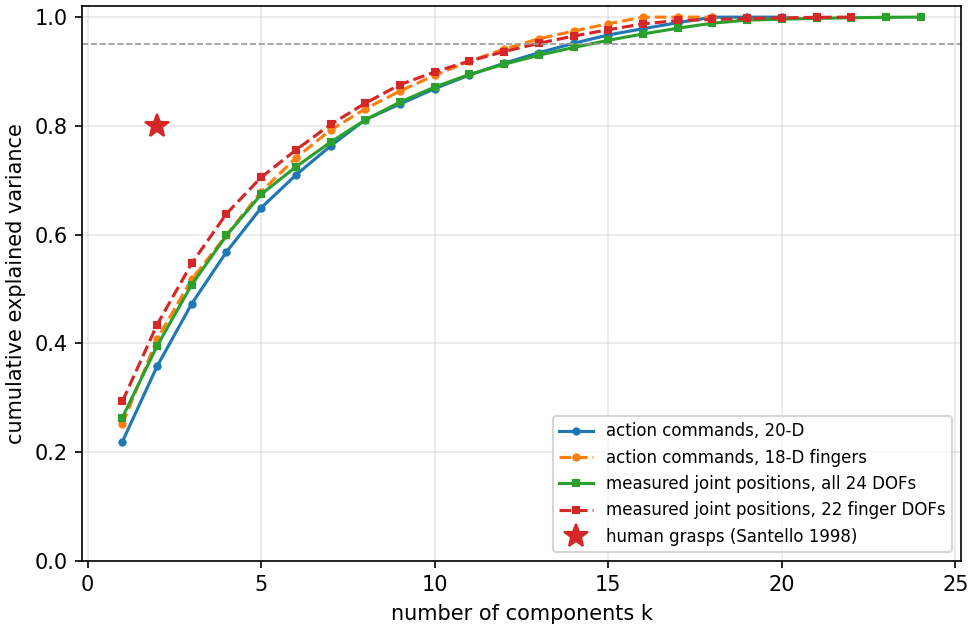 1.0
0.8
0.6
0.4
0.2
0.0
cumulative explained variance
action commands, 20-D
action commands, 18-D fingers
measured joint positions, all 24 DOFs
measured joint positions, 22 finger DOFs
human grasps (Santello 1998)
0 5 10 15 20 25
number of components k